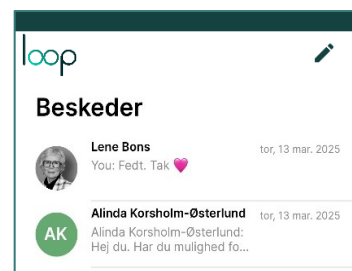 loop
Beskeder
Lene Bons
tor, 13 mar. 2025
You: Fedt. Tak 💗
AK
Alinda Korsholm-Østerlund
tor, 13 mar. 2025
Alinda Korsholm-Østerlund:
Hej du. Har du mulighed fo...